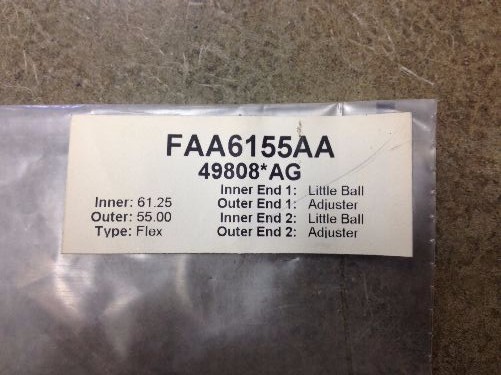 FAA6155AA
49808*AG
Inner End 1: Little Ball
Inner: 61.25 Outer End 1: Adjuster
Outer: 55.00 Inner End 2: Little Ball
Type: Flex Outer End 2: Adjuster